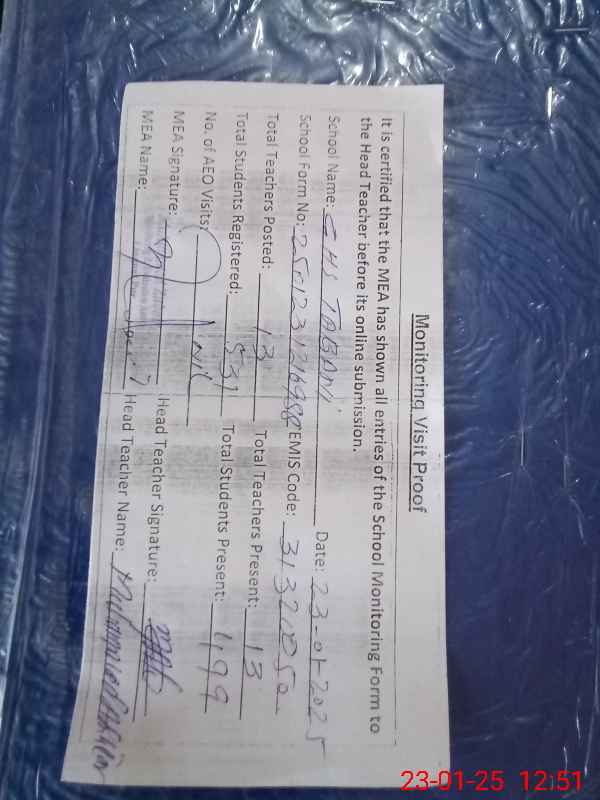 Monitoring Visit Proof
It is certified that the MEA has shown all entries of the School Monitoring Form to
the Head Teacher before its online submission.
School Name: GHS TABANI Date: 23-01-2025
School Form No: EMIS Code:
Total Teachers Posted: 13 Total Teachers Present: 13
Total Students Registered: 531 Total Students Present: 499
No. of AEO Visits: nil
MEA Signature: Head Teacher Signature:
MEA Name: Head Teacher Name: Muhammad
23-01-25 12:51